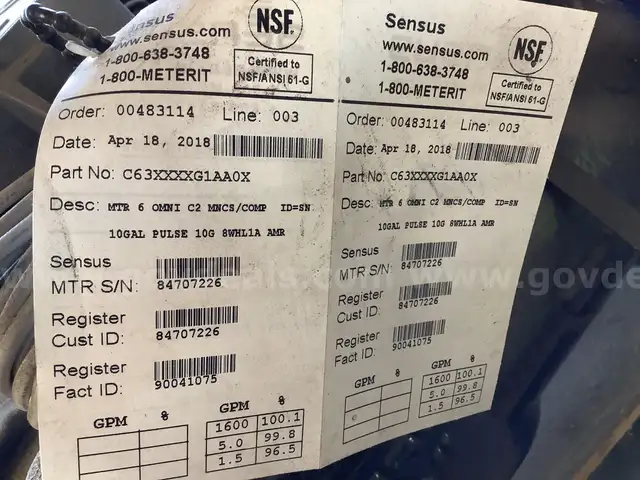 Sensus
www.sensus.com
1-800-638-3748
1-800-METERIT
NSF
Certified to
NSF/ANSI 61-G
Order: 00483114 Line: 003
Date: Apr 18, 2018
Part No: C63XXXXG1AA0X
Desc: MTR 6 OMNI C2 MNCS/COMP ID=SN
10GAL PULSE 10G 8WHL1A AMR
Sensus
MTR S/N: 84707226
Register
Cust ID: 84707226
Register
Fact ID: 90041075
GPM %
GPM %
1600 100.1
5.0 99.8
1.5 96.5
Sensus
www.sensus.com
1-800-638-3748
1-800-METERIT
NSF
Certified to
NSF/ANSI 61-G
Order: 00483114 Line: 003
Date: Apr 18, 2018
Part No: C63XXXXG1AA0X
Desc: MTR 6 OMNI C2 MNCS/COMP ID=SN
10GAL PULSE 10G 8WHL1A AMR
Sensus
MTR S/N: 84707226
Register
Cust ID: 84707226
Register
Fact ID: 90041075
GPM %
GPM %
1600 100.1
5.0 99.8
1.5 96.5